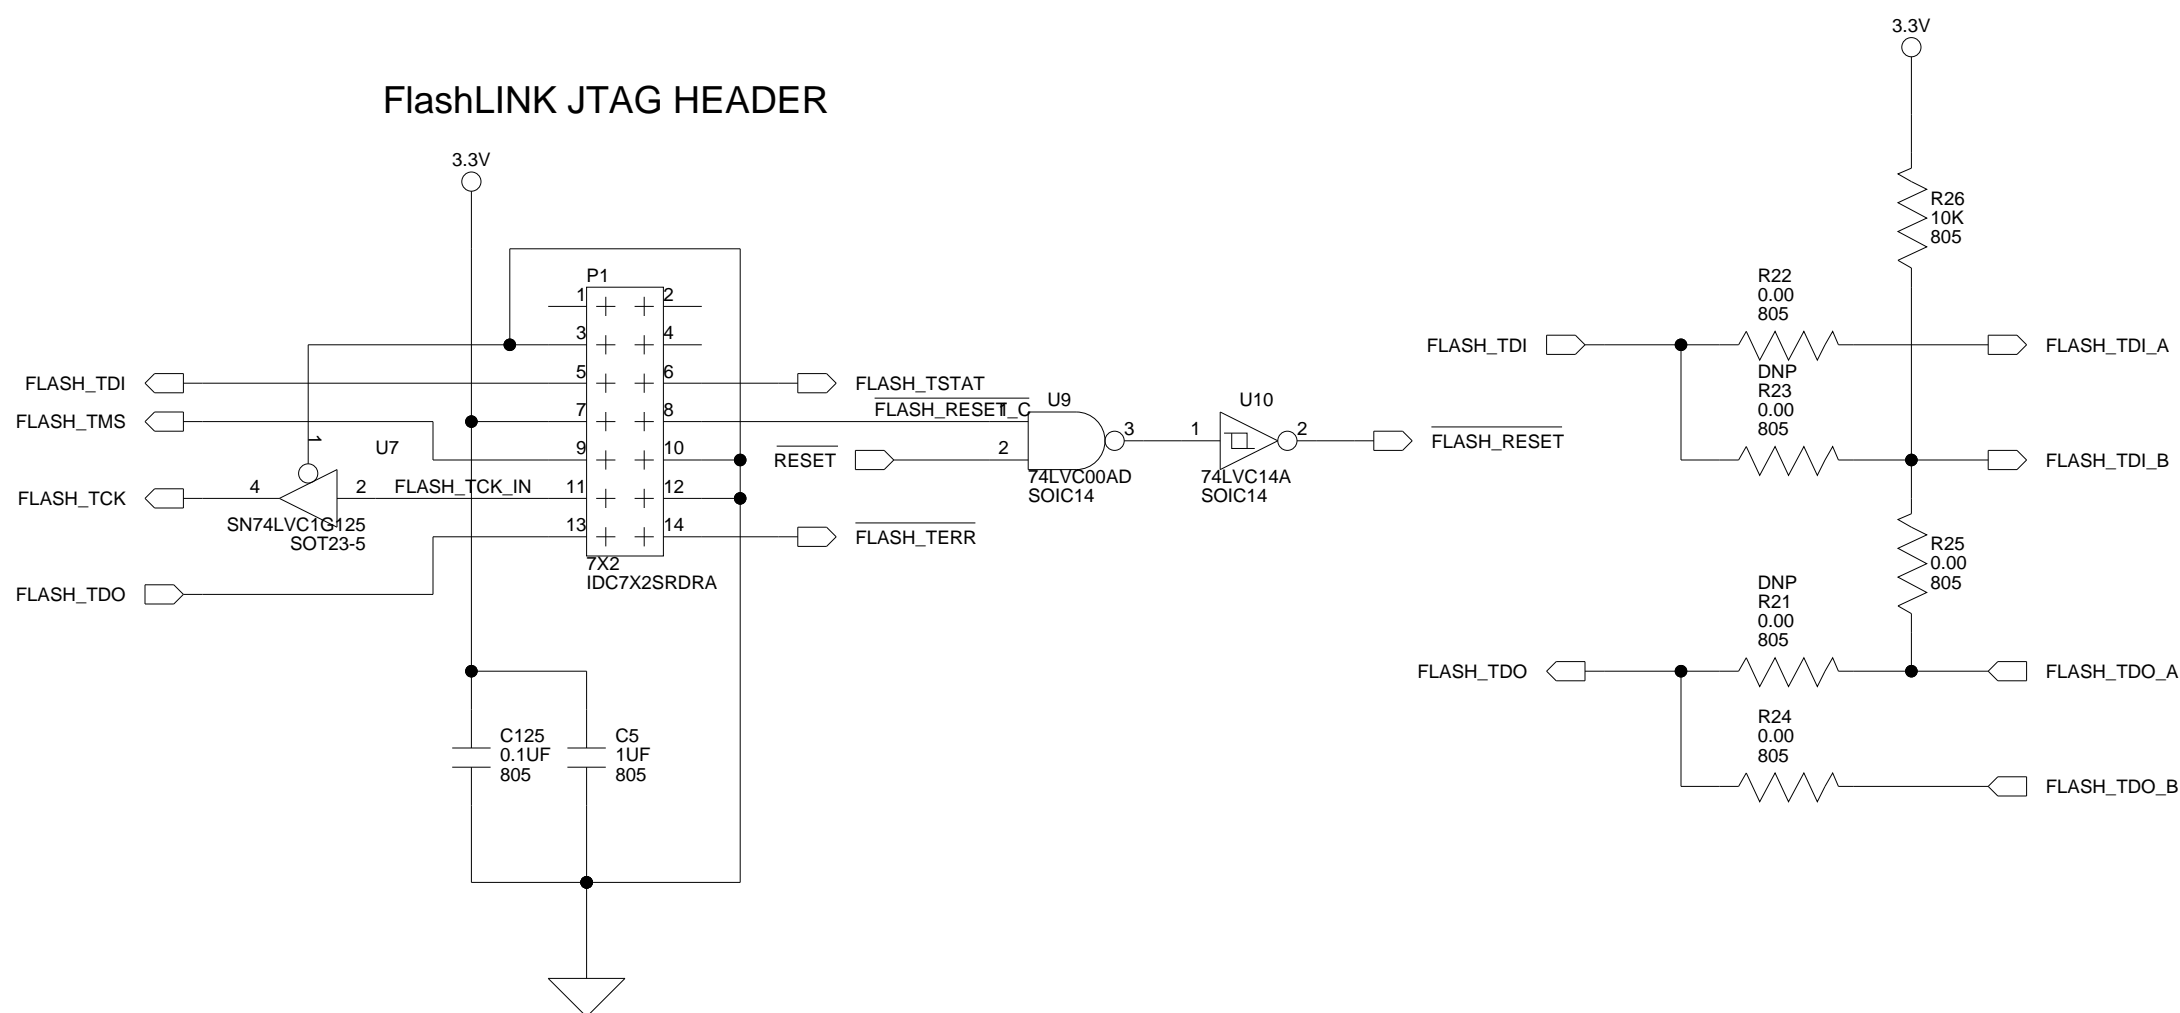 3.3V
FlashLINK JTAG HEADER
3.3V
R26
10K
805
P1
1
2
3
4
5
6
7
8
9
10
11
12
13
14
7X2
IDC7X2SRDRA
FLASH_TDI
FLASH_TMS
FLASH_TCK
FLASH_TDO
1
U7
4
2
FLASH_TCK_IN
SN74LVC1G125
SOT23-5
FLASH_TSTAT
FLASH_RESET_C
1
RESET
2
U9
3
74LVC00AD
SOIC14
FLASH_TERR
U10
1
2
74LVC14A
SOIC14
FLASH_RESET
C125
0.1UF
805
C5
1UF
805
R22
0.00
805
FLASH_TDI
FLASH_TDI_A
DNP
R23
0.00
805
FLASH_TDI_B
R25
0.00
805
DNP
R21
0.00
805
FLASH_TDO
FLASH_TDO_A
R24
0.00
805
FLASH_TDO_B